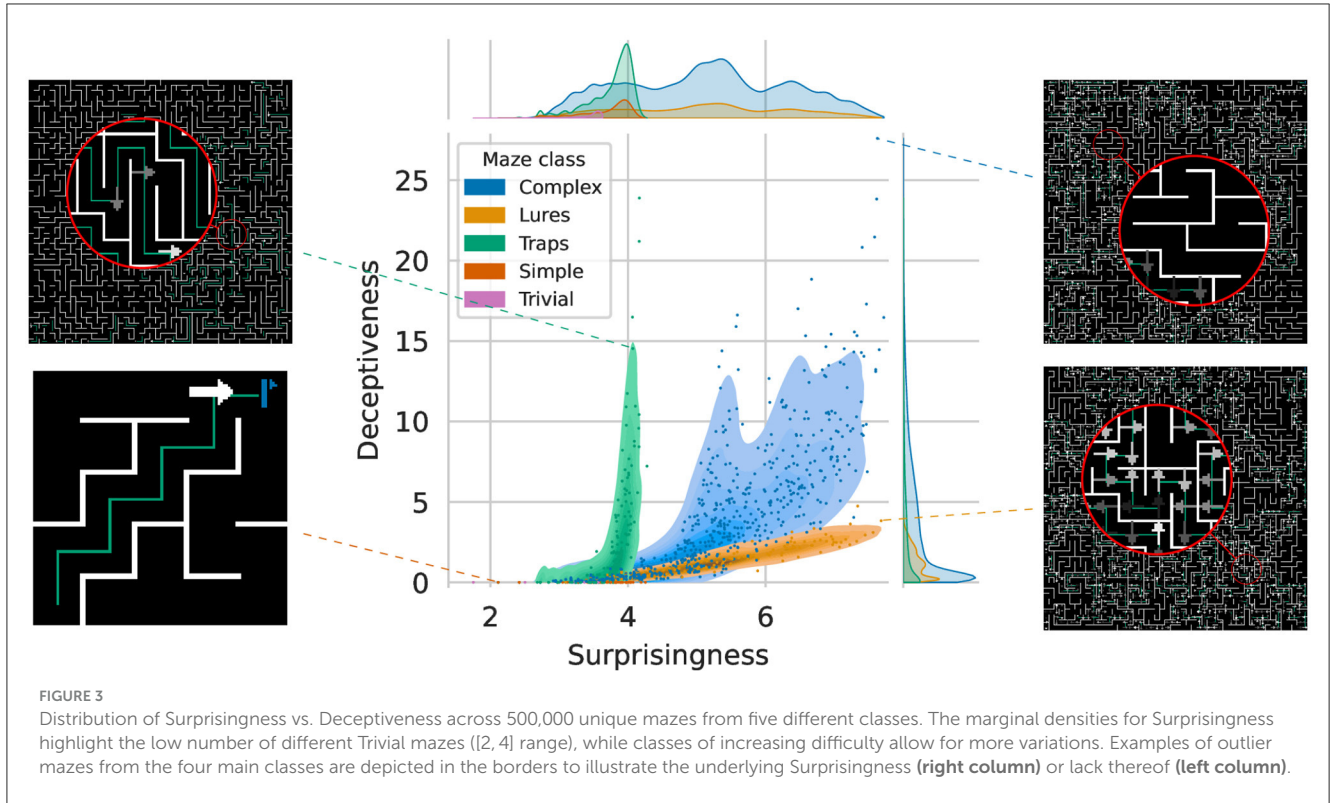 Maze class
Complex
Lures
Traps
Simple
Trivial
Deceptiveness
25
20
15
10
5
0
2
4
6
Surprisingness
FIGURE 3
Distribution of Surprisingness vs. Deceptiveness across 500,000 unique mazes from five different classes. The marginal densities for Surprisingness
highlight the low number of different Trivial mazes ([2, 4] range), while classes of increasing difficulty allow for more variations. Examples of outlier
mazes from the four main classes are depicted in the borders to illustrate the underlying Surprisingness (right column) or lack thereof (left column).